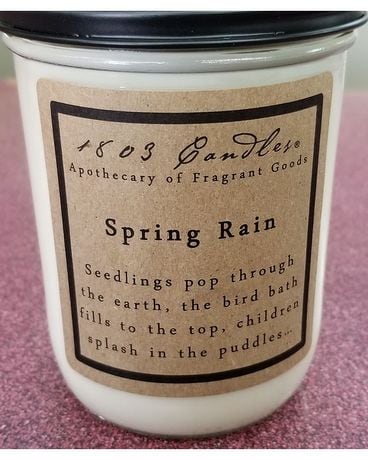 1803 Candles®
Apothecary of Fragrant Goods
Spring Rain
Seedlings pop through
the earth, the bird bath
fills to the top, children
splash in the puddles...